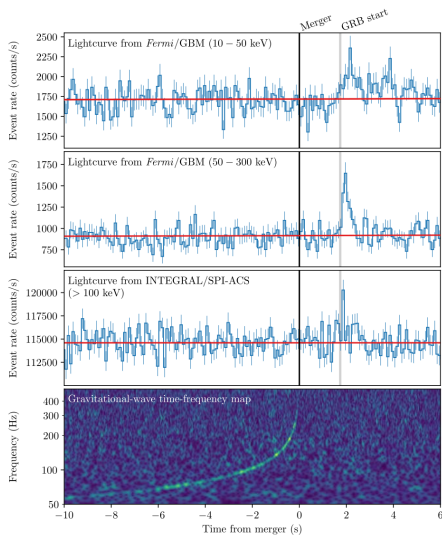 Merger
GRB start
Lightcurve from Fermi/GBM (10 − 50 keV)
Event rate (counts/s)
2500
2250
2000
1750
1500
1250
Lightcurve from Fermi/GBM (50 − 300 keV)
Event rate (counts/s)
1750
1500
1250
1000
750
Lightcurve from INTEGRAL/SPI-ACS
(> 100 keV)
Event rate (counts/s)
120000
117500
115000
112500
Gravitational-wave time-frequency map
Frequency (Hz)
400
300
200
100
50
−10 −8 −6 −4 −2 0 2 4 6
Time from merger (s)